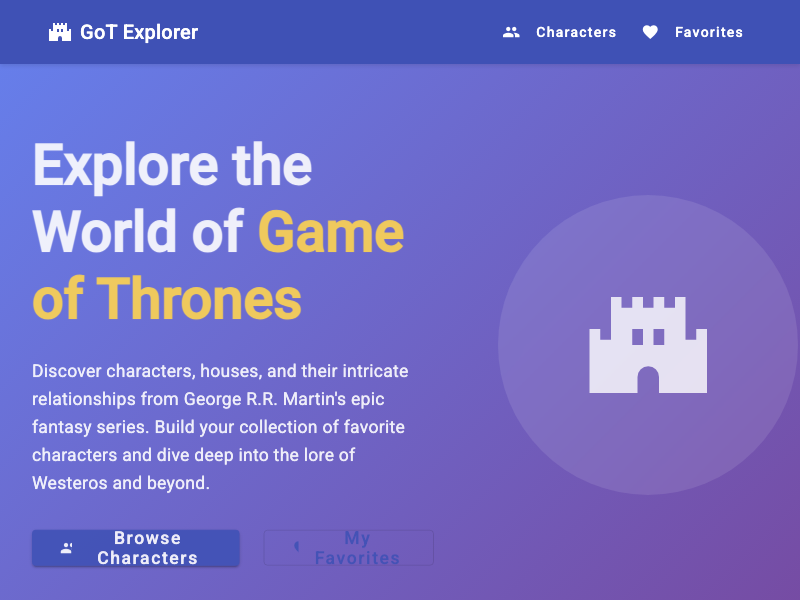 GoT Explorer
Characters
Favorites
Explore the
World of Game
of Thrones
Discover characters, houses, and their intricate
relationships from George R.R. Martin's epic
fantasy series. Build your collection of favorite
characters and dive deep into the lore of
Westeros and beyond.
Browse
Characters
My
Favorites